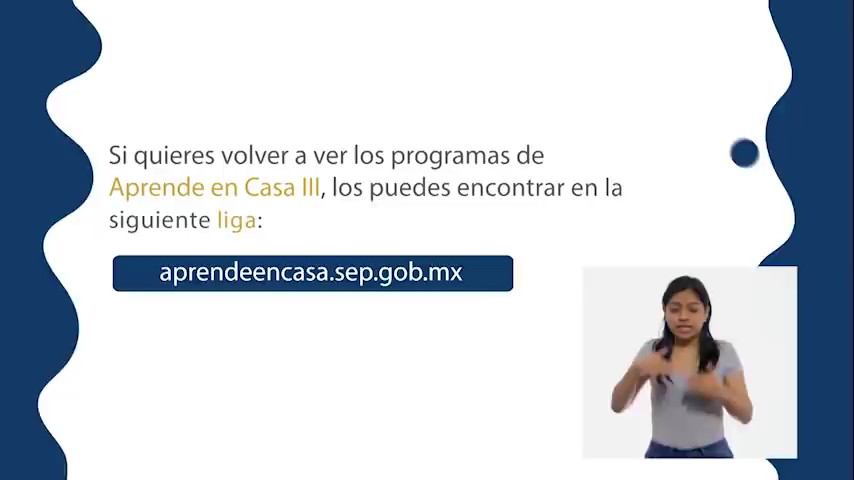 Si quieres volver a ver los programas de
Aprende en Casa III, los puedes encontrar en la
siguiente liga:
aprendeencasa.sep.gob.mx